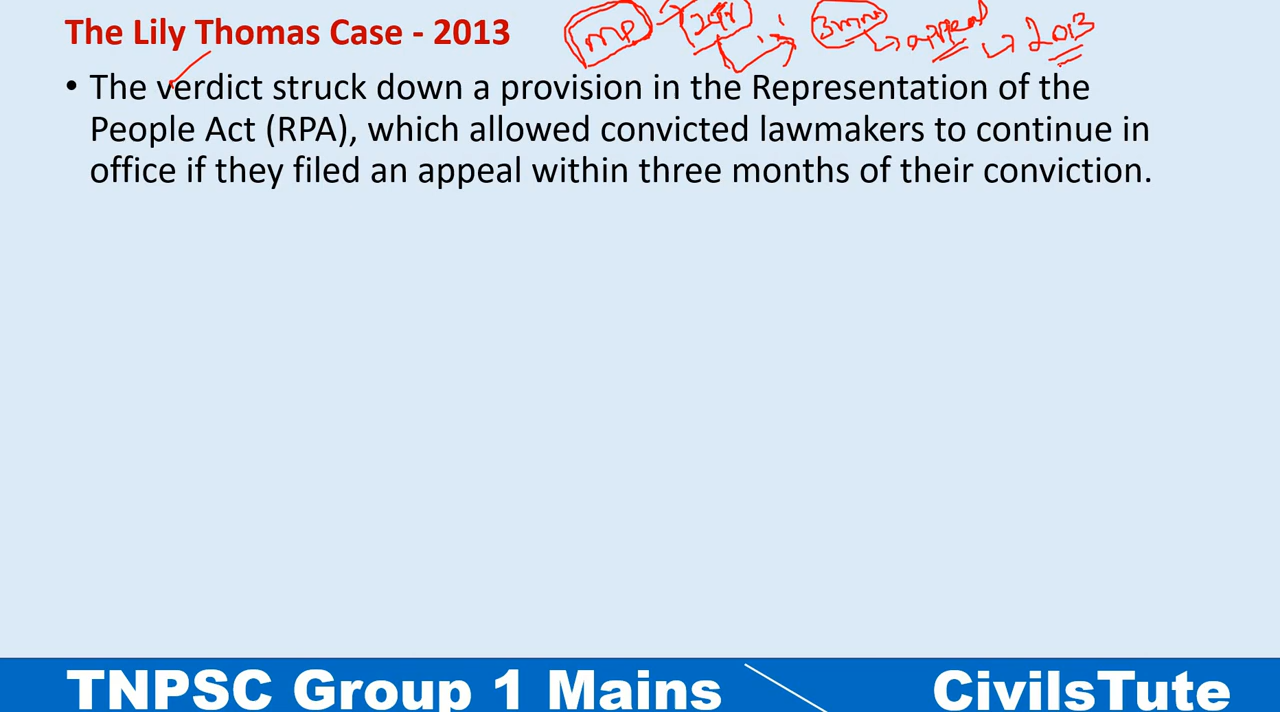 The Lily Thomas Case - 2013
MP 2yr 3mns appeal 2013
• The verdict struck down a provision in the Representation of the
People Act (RPA), which allowed convicted lawmakers to continue in
office if they filed an appeal within three months of their conviction.
TNPSC Group 1 Mains
CivilsTute